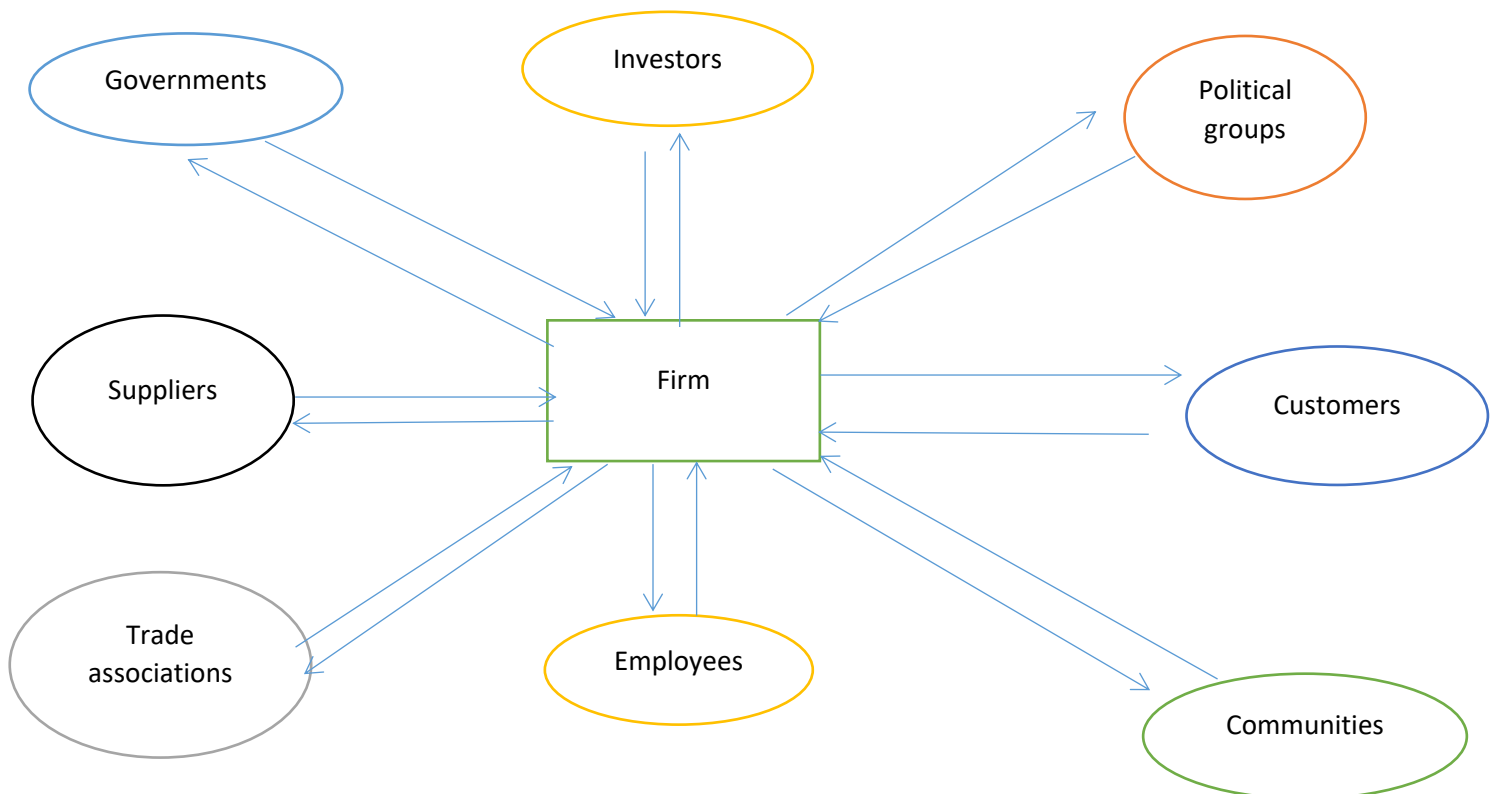 Governments
Investors
Political
groups
Suppliers
Firm
Customers
Trade
associations
Employees
Communities